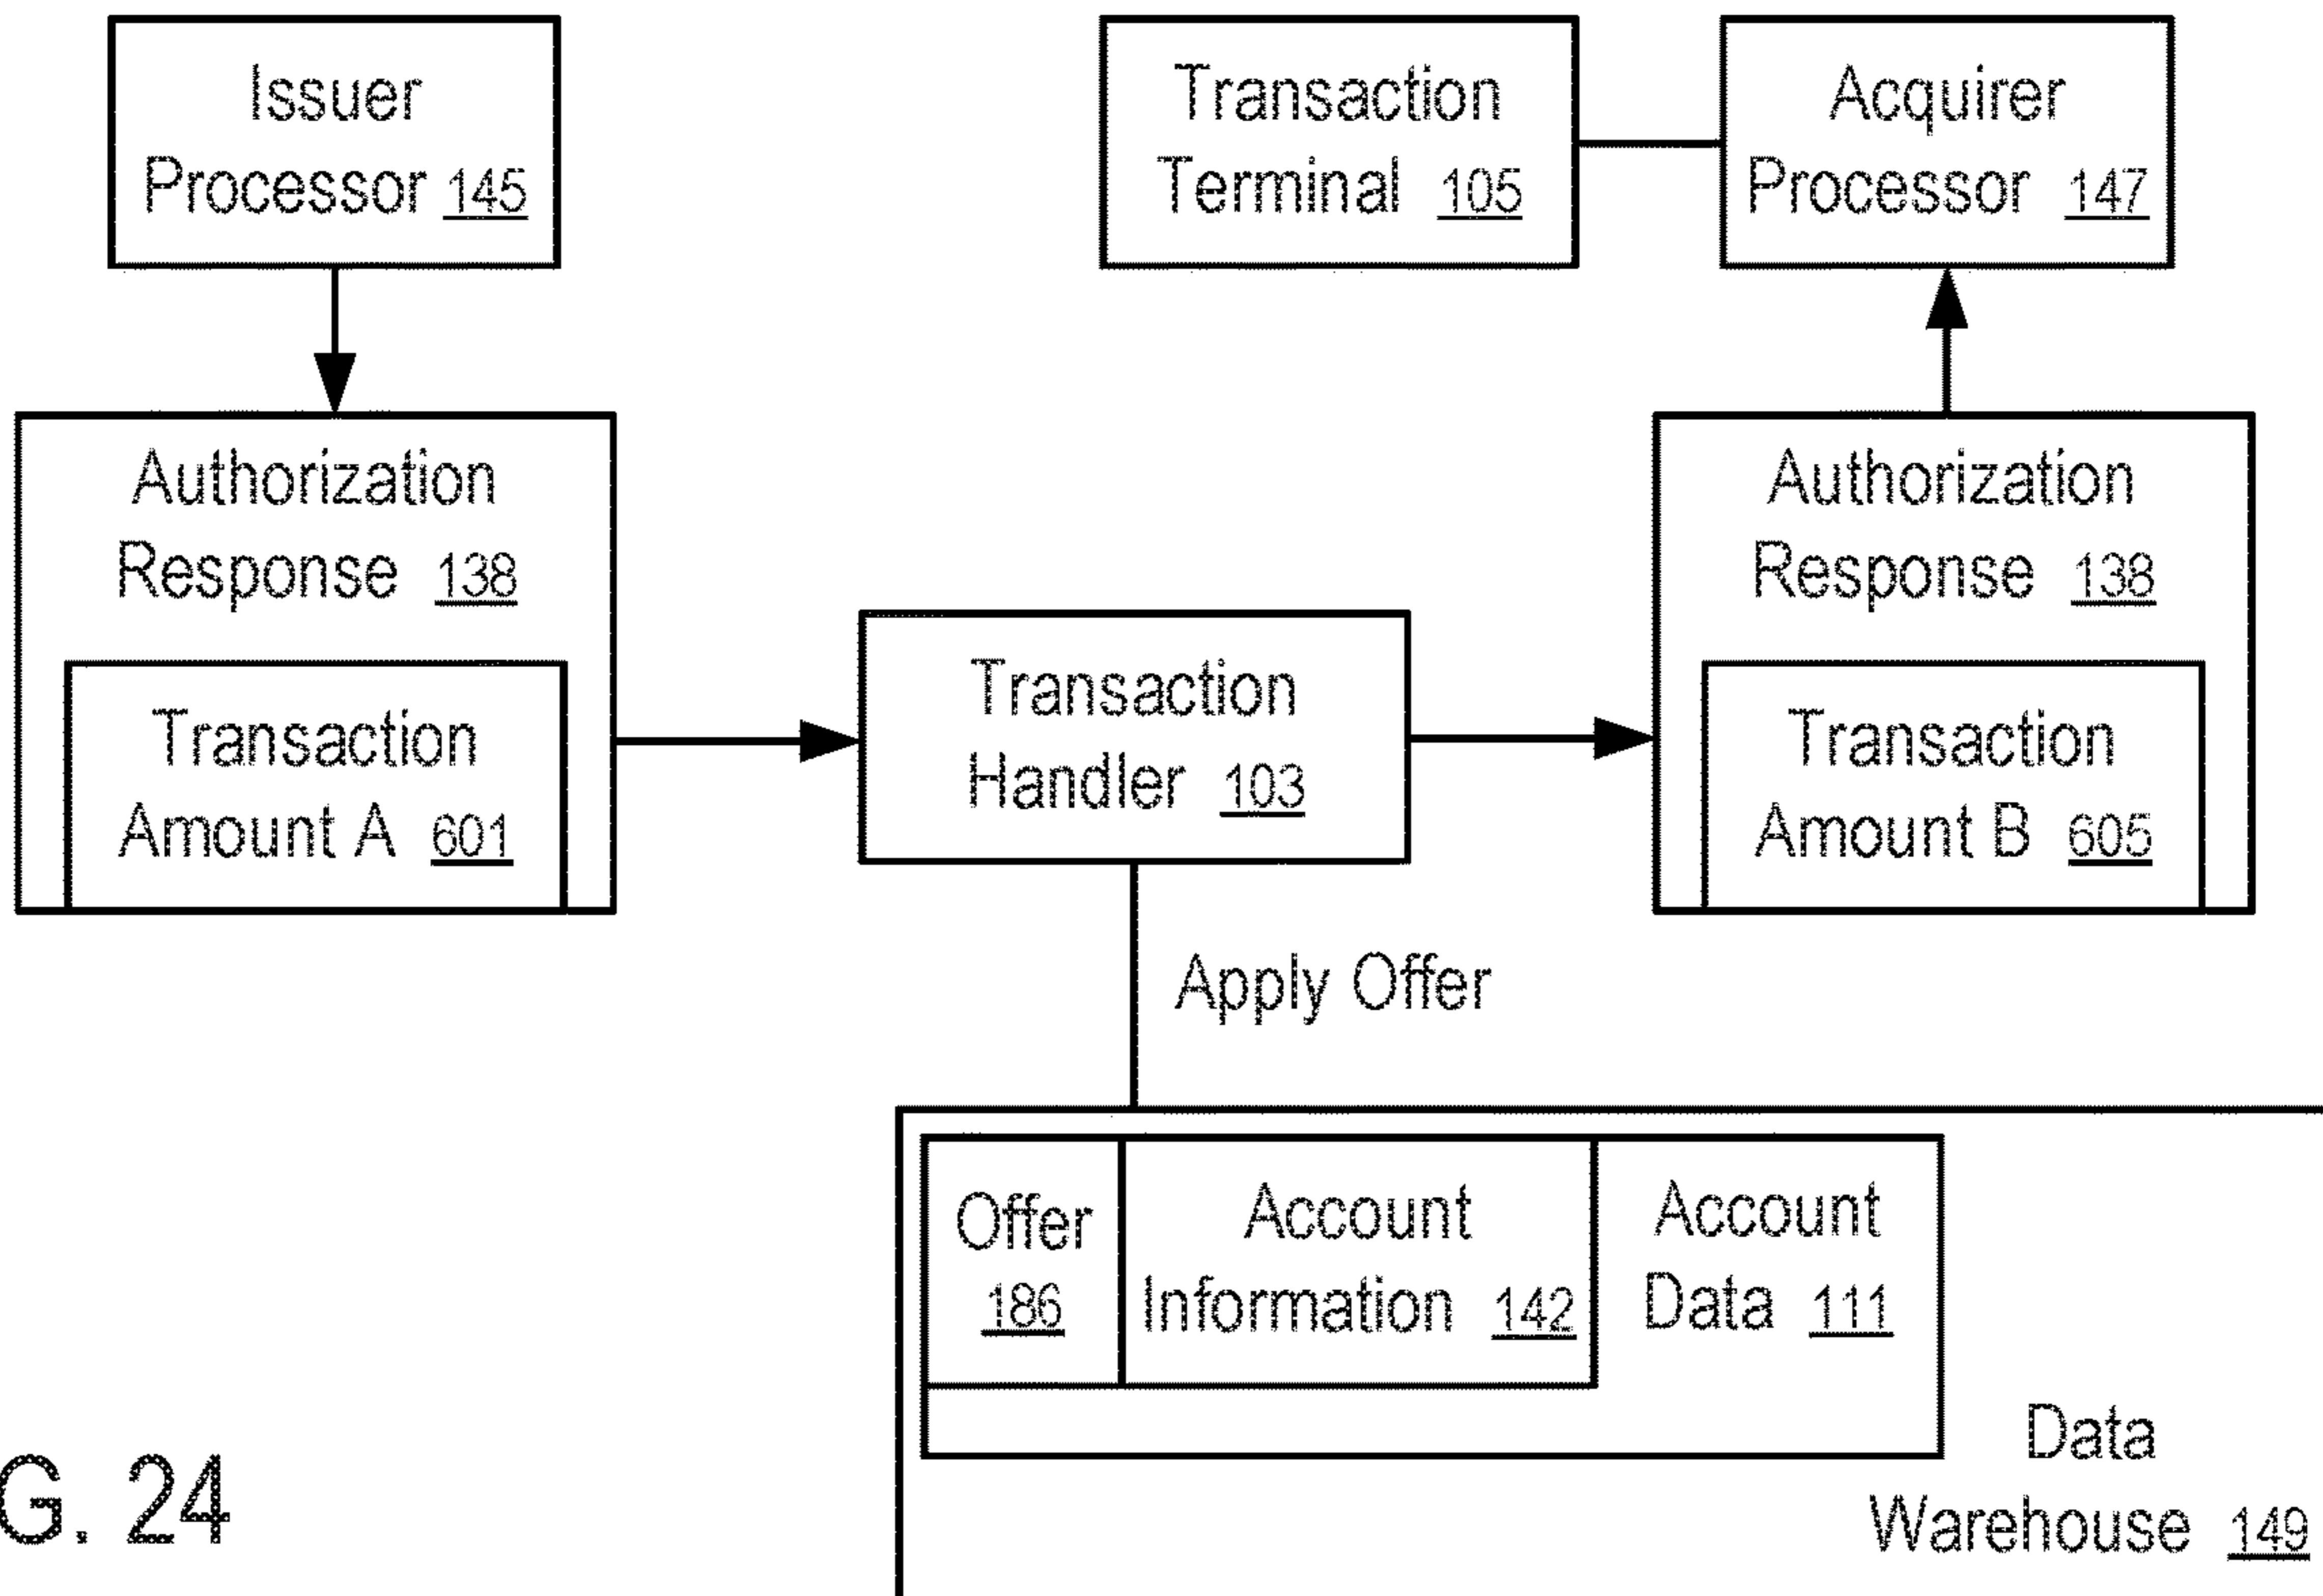 Issuer
Processor 145
Transaction
Terminal 105
Acquirer
Processor 147
Authorization
Response 138
Transaction
Amount A 601
Transaction
Handler 103
Authorization
Response 138
Transaction
Amount B 605
Apply Offer
Offer
186
Account
Information 142
Account
Data 111
Data
Warehouse 149
G. 24